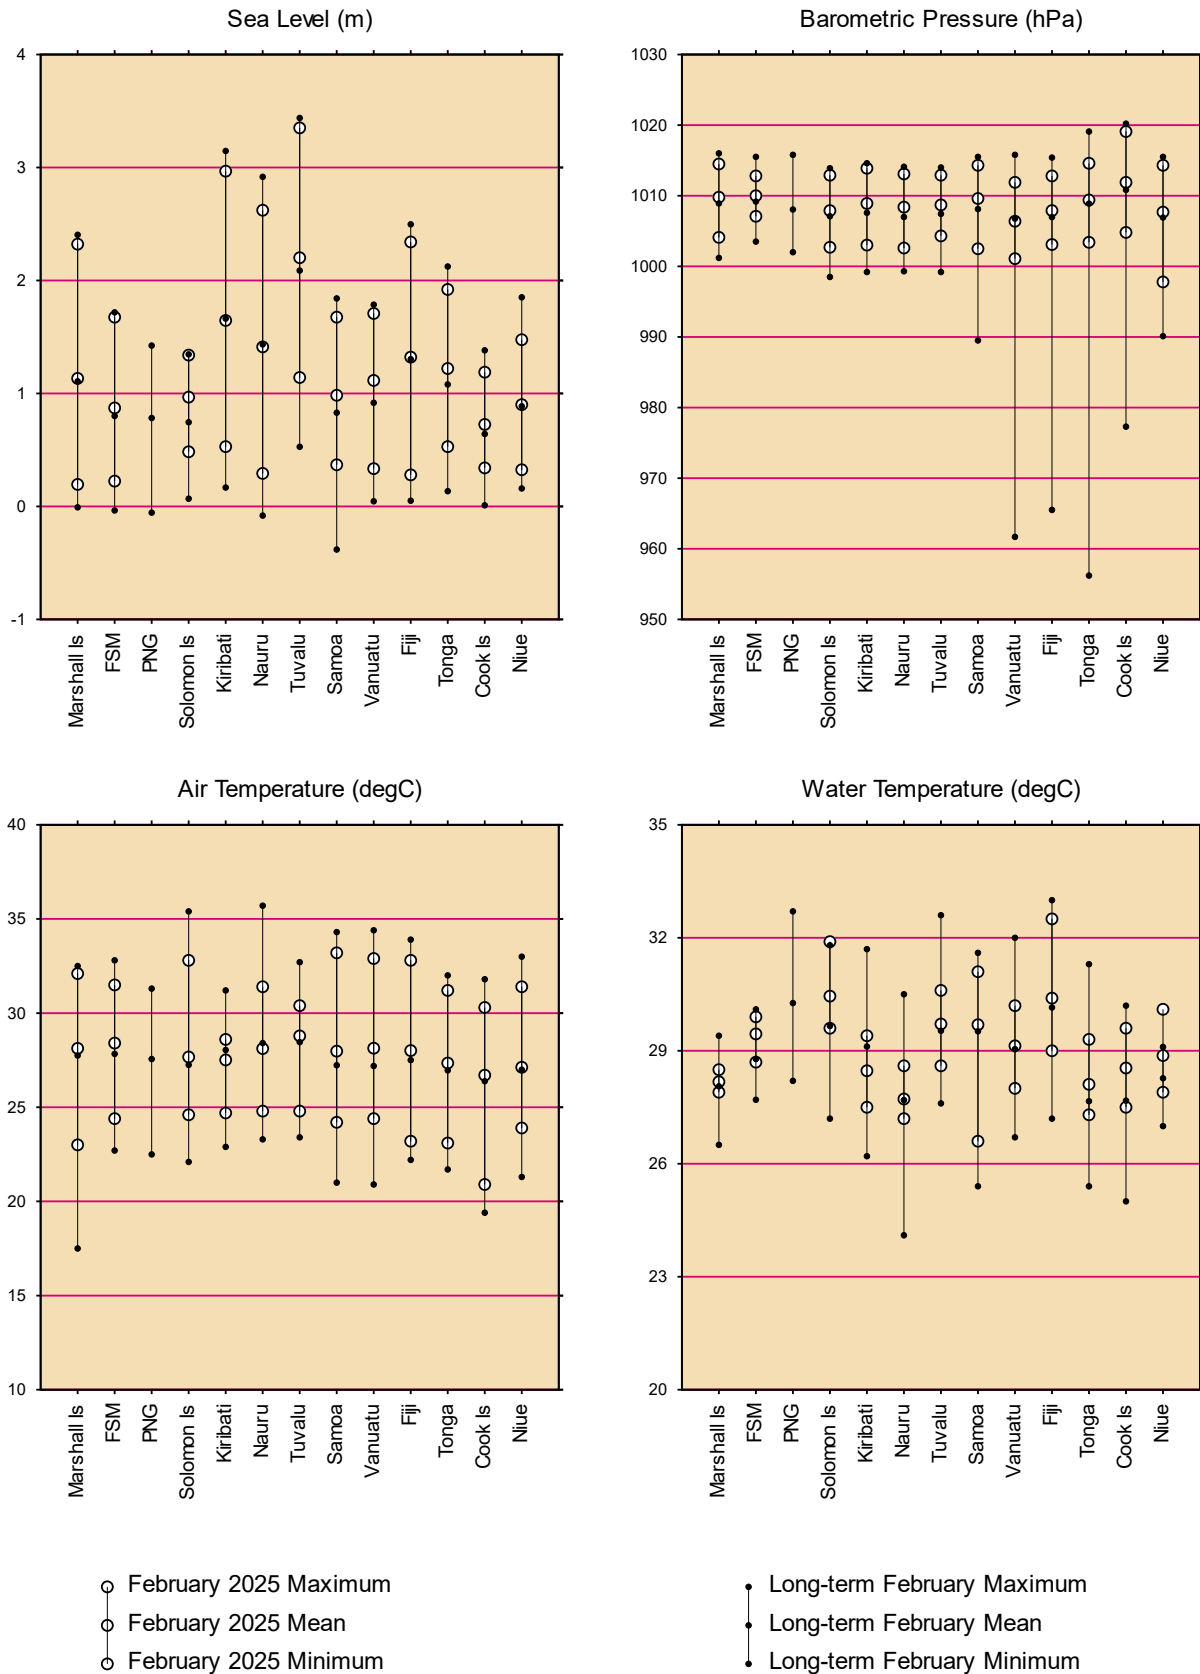 Sea Level (m)
4
3
2
1
0
-1
Marshall Is
FSM
PNG
Solomon Is
Kiribati
Nauru
Tuvalu
Samoa
Vanuatu
Fiji
Tonga
Cook Is
Niue
Barometric Pressure (hPa)
1030
1020
1010
1000
990
980
970
960
950
Marshall Is
FSM
PNG
Solomon Is
Kiribati
Nauru
Tuvalu
Samoa
Vanuatu
Fiji
Tonga
Cook Is
Niue
Air Temperature (degC)
40
35
30
25
20
15
10
Marshall Is
FSM
PNG
Solomon Is
Kiribati
Nauru
Tuvalu
Samoa
Vanuatu
Fiji
Tonga
Cook Is
Niue
Water Temperature (degC)
35
32
29
26
23
20
Marshall Is
FSM
PNG
Solomon Is
Kiribati
Nauru
Tuvalu
Samoa
Vanuatu
Fiji
Tonga
Cook Is
Niue
February 2025 Maximum
February 2025 Mean
February 2025 Minimum
Long-term February Maximum
Long-term February Mean
Long-term February Minimum